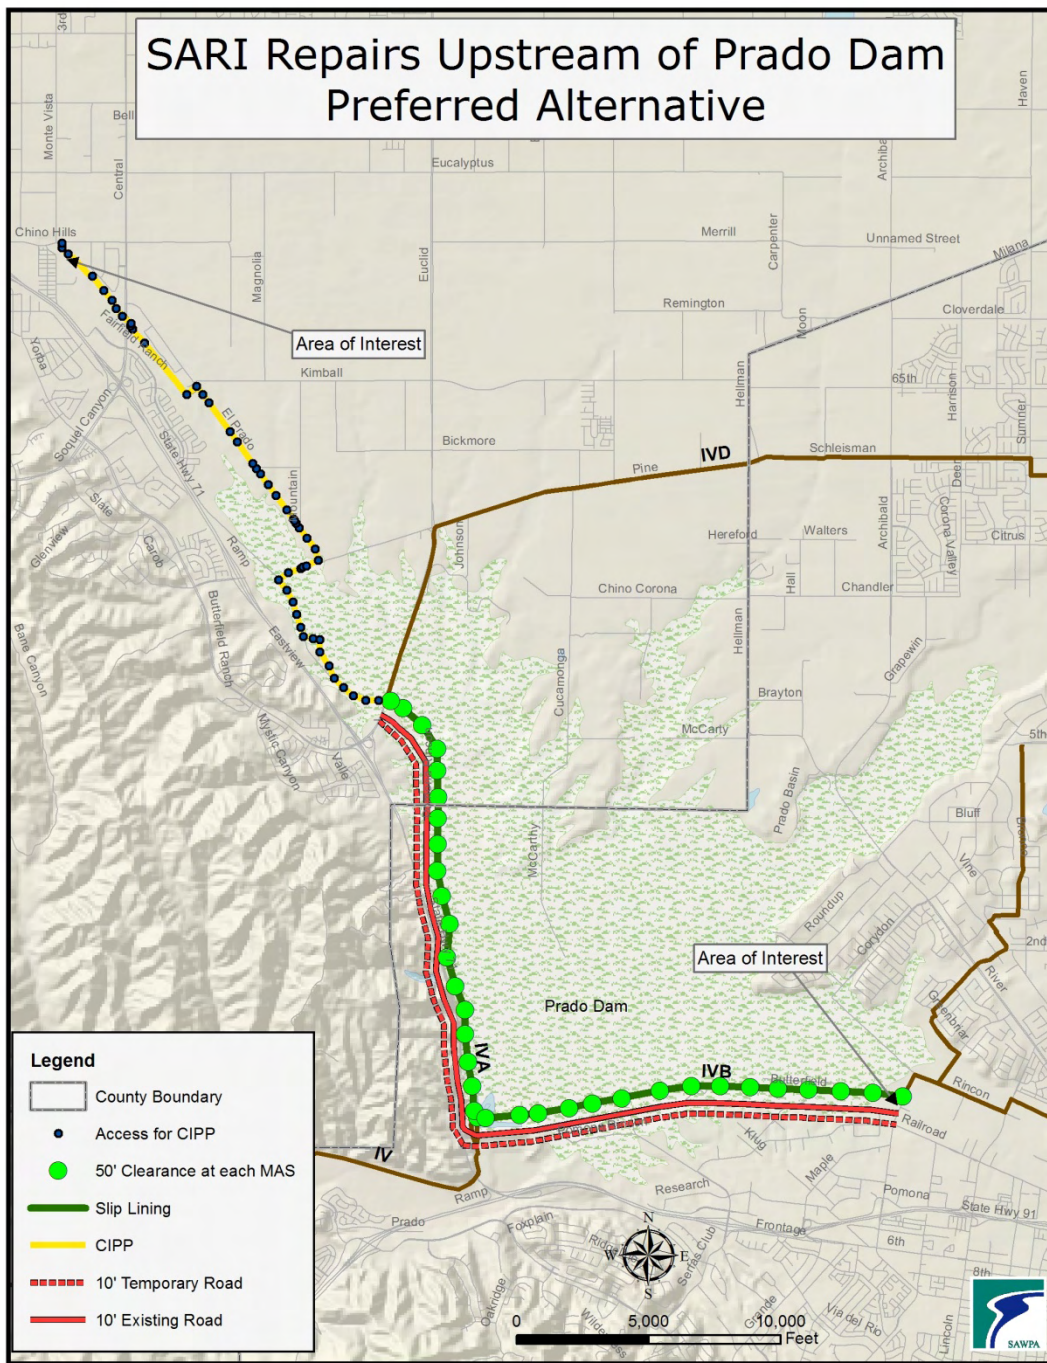 SARI Repairs Upstream of Prado Dam
Preferred Alternative
3rd
Monte Vista
Central
Bell
Haven
Eucalyptus
Archibald
Chino Hills
Magnolia
Euclid
Merrill
Carpenter
Unnamed Street
Milana
Remington
Moon
Cloverdale
Fairfield Ranch
Yorba
Area of Interest
Kimball
Hellman
65th
Harrison
Sumner
El Prado
Soquel Canyon
State Hwy 71
Bickmore
IVD
Pine
Schleisman
Deer
Slate
Glenview
Carob
Ramp
Mountain
Johnson
Hereford
Walters
Archibald
Corona Valley
Citrus
Hall
Chino Corona
Chandler
Bane Canyon
Butterfield Ranch
Eastview
Hellman
Grapewin
Cucamonga
Brayton
McCarty
Mystic Canyon
Valle
5th
Prado Basin
Bluff
McCarthy
Vine
Roundup
Corydon
2nd
River
Area of Interest
Greenbriar
Prado Dam
IVA
IVB
Butterfield
Rincon
Railroad
Klug
Maple
IV
Ramp
Research
Pomona
Prado
State Hwy 91
Foxplain
Frontage
6th
Serfas Club
8th
Oakridge
Grande
Via del Rio
Lincoln
Legend
County Boundary
Access for CIPP
50' Clearance at each MAS
Slip Lining
CIPP
10' Temporary Road
10' Existing Road
N
W E
S
0 5,000 10,000
Feet
SAWPA